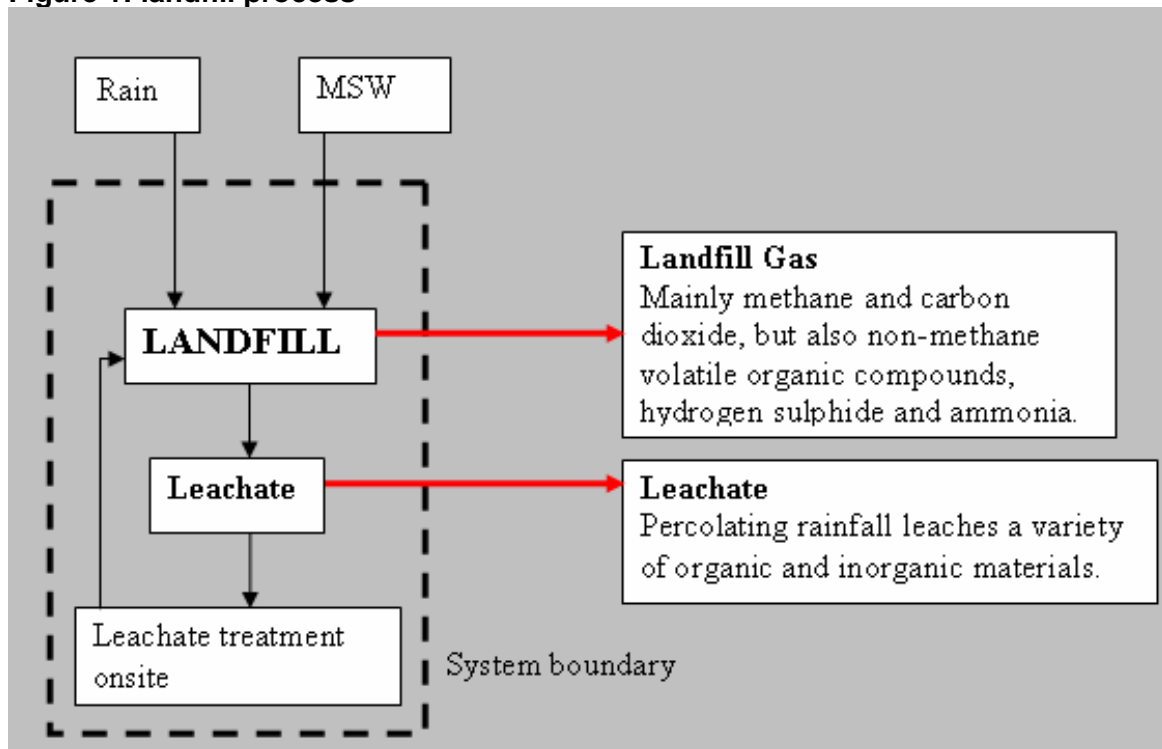 Figure 1: landfill process
Rain
MSW
LANDFILL
Landfill Gas
Mainly methane and carbon
dioxide, but also non-methane
volatile organic compounds,
hydrogen sulphide and ammonia.
Leachate
Leachate
Percolating rainfall leaches a variety
of organic and inorganic materials.
Leachate treatment
onsite
System boundary